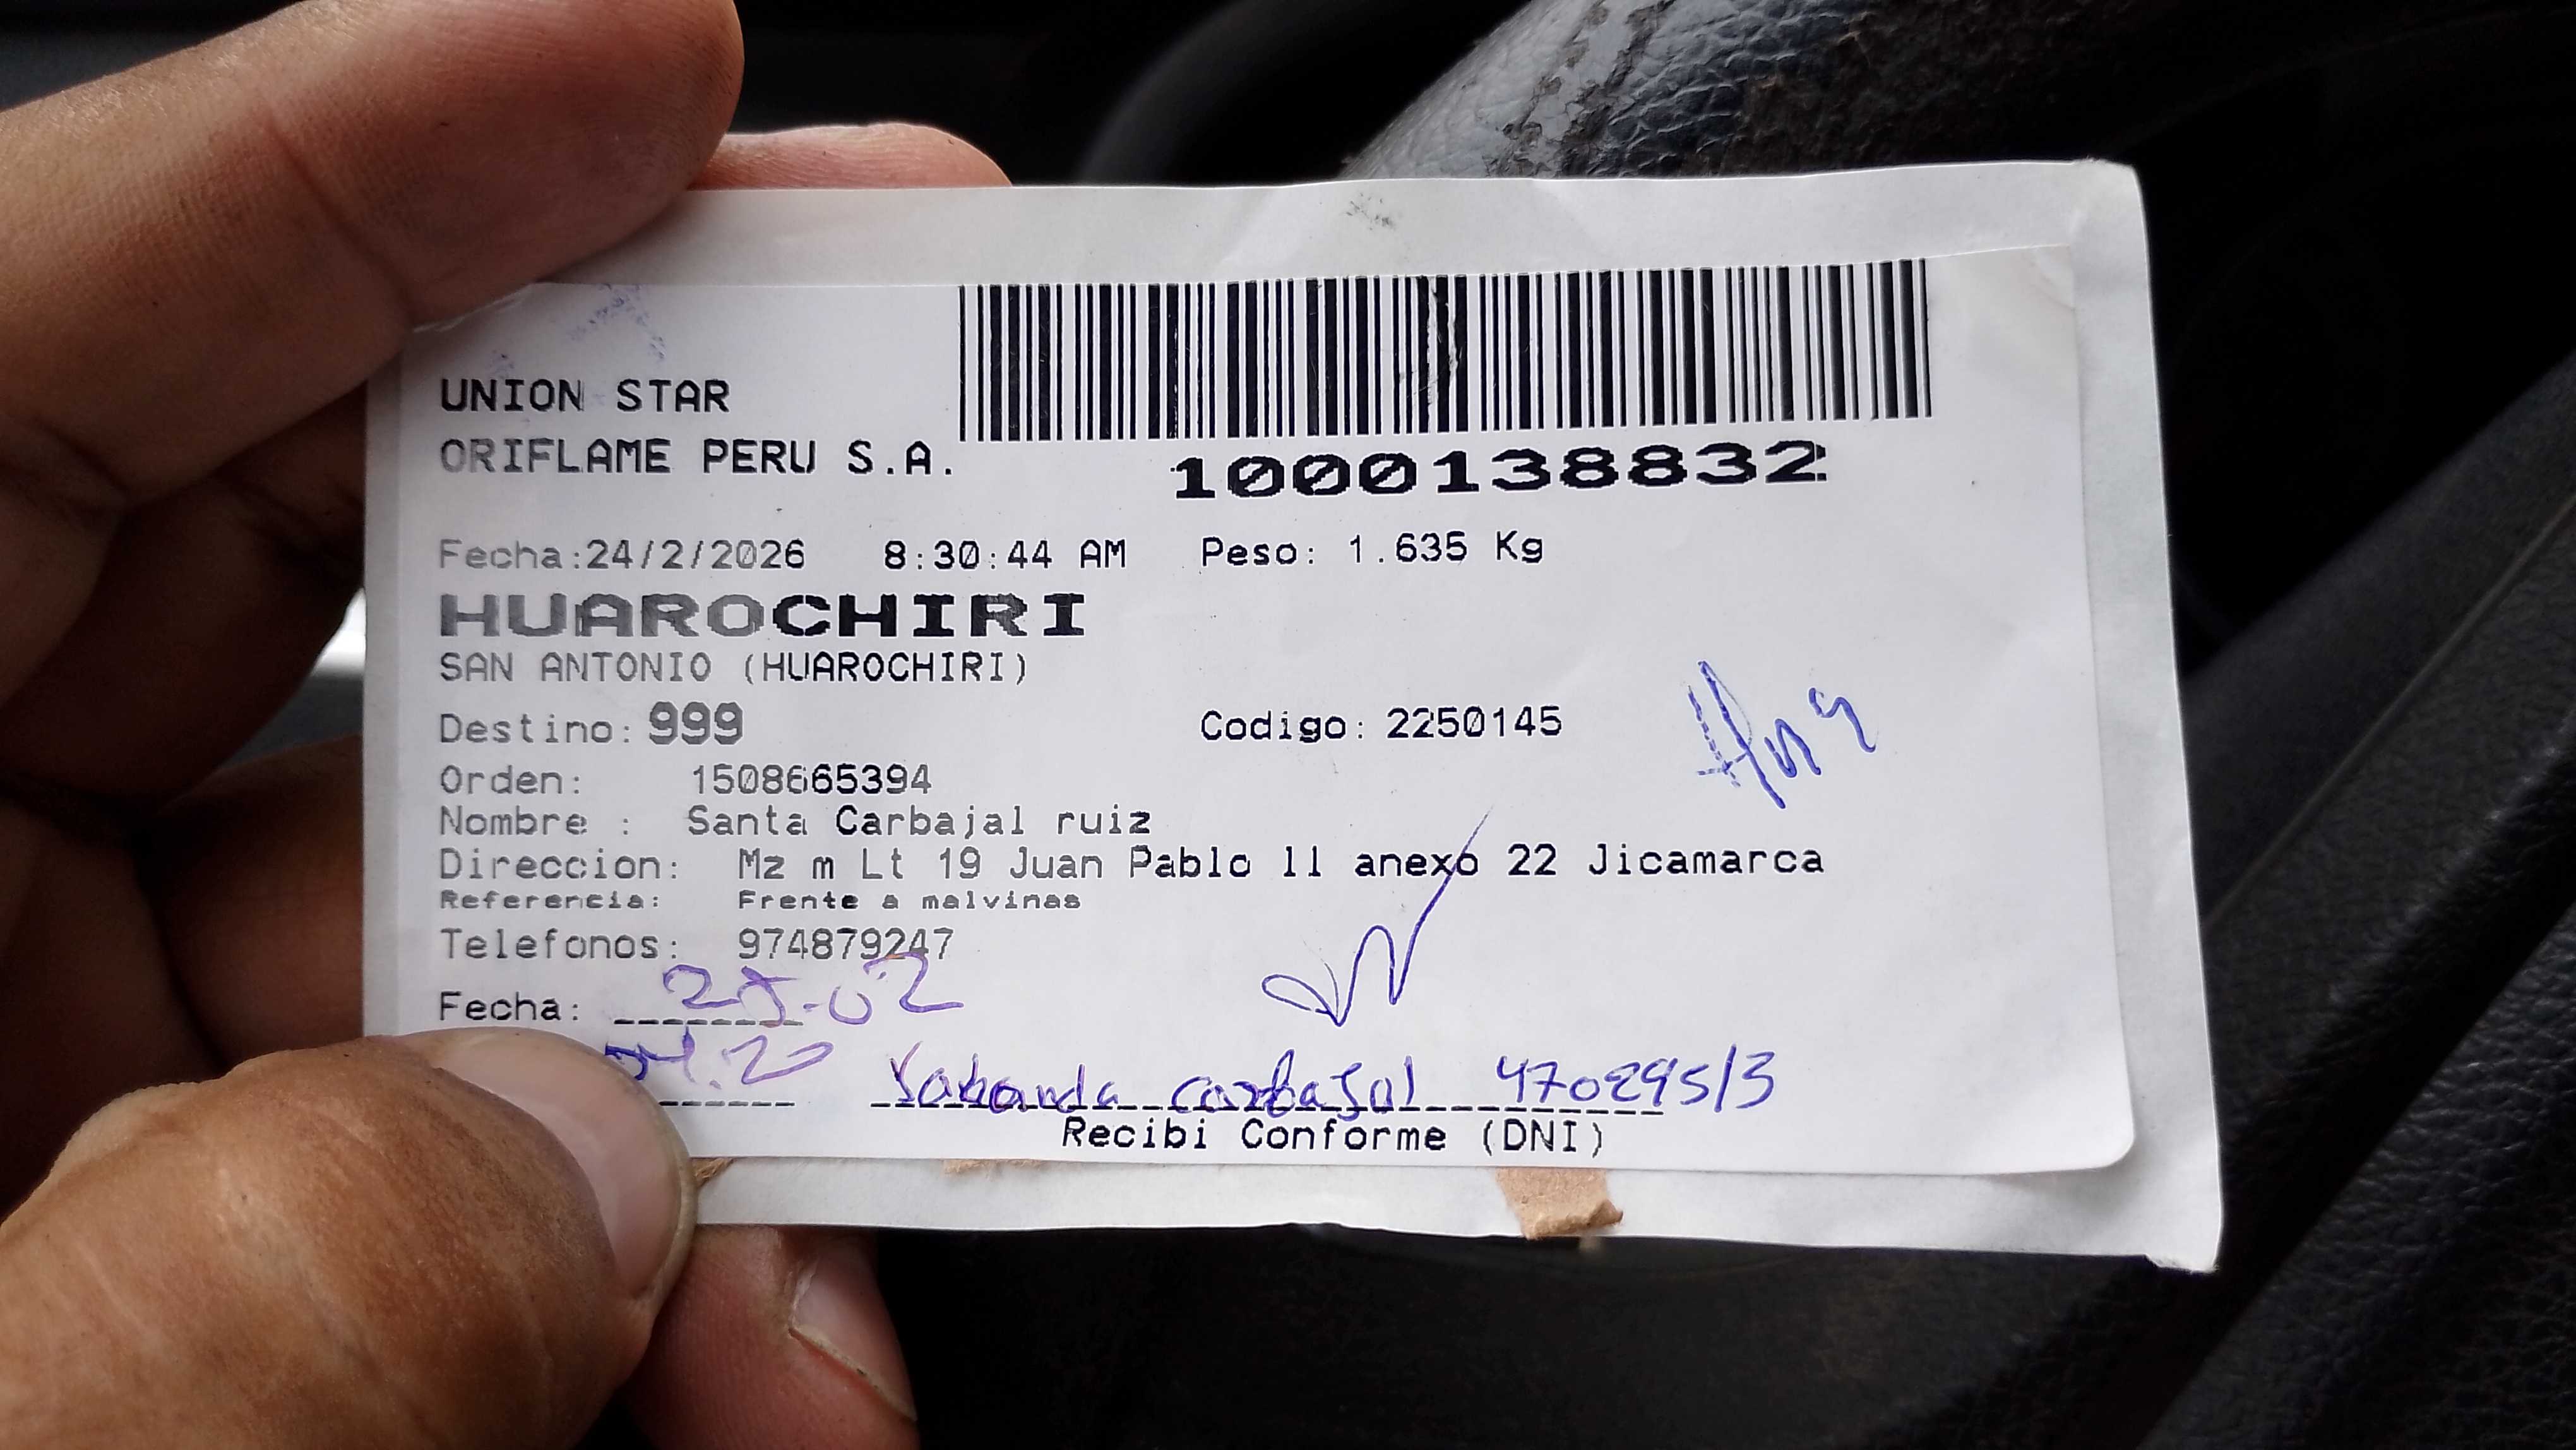 UNION STAR
ORIFLAME PERU S.A.
1000138832
Fecha:24/2/2026 8:30:44 AM Peso: 1.635 Kg
HUAROCHIRI
SAN ANTONIO (HUAROCHIRI)
Destino: 999 Codigo: 2250145
Orden: 1508665394
Nombre : Santa Carbajal ruiz
Direccion: Mz m Lt 19 Juan Pablo ll anexo 22 Jicamarca
Referencia: Frente a malvinas
Telefonos: 974879247
Fecha: 25-02
Carbajal 470295/3
Recibi Conforme (DNI)